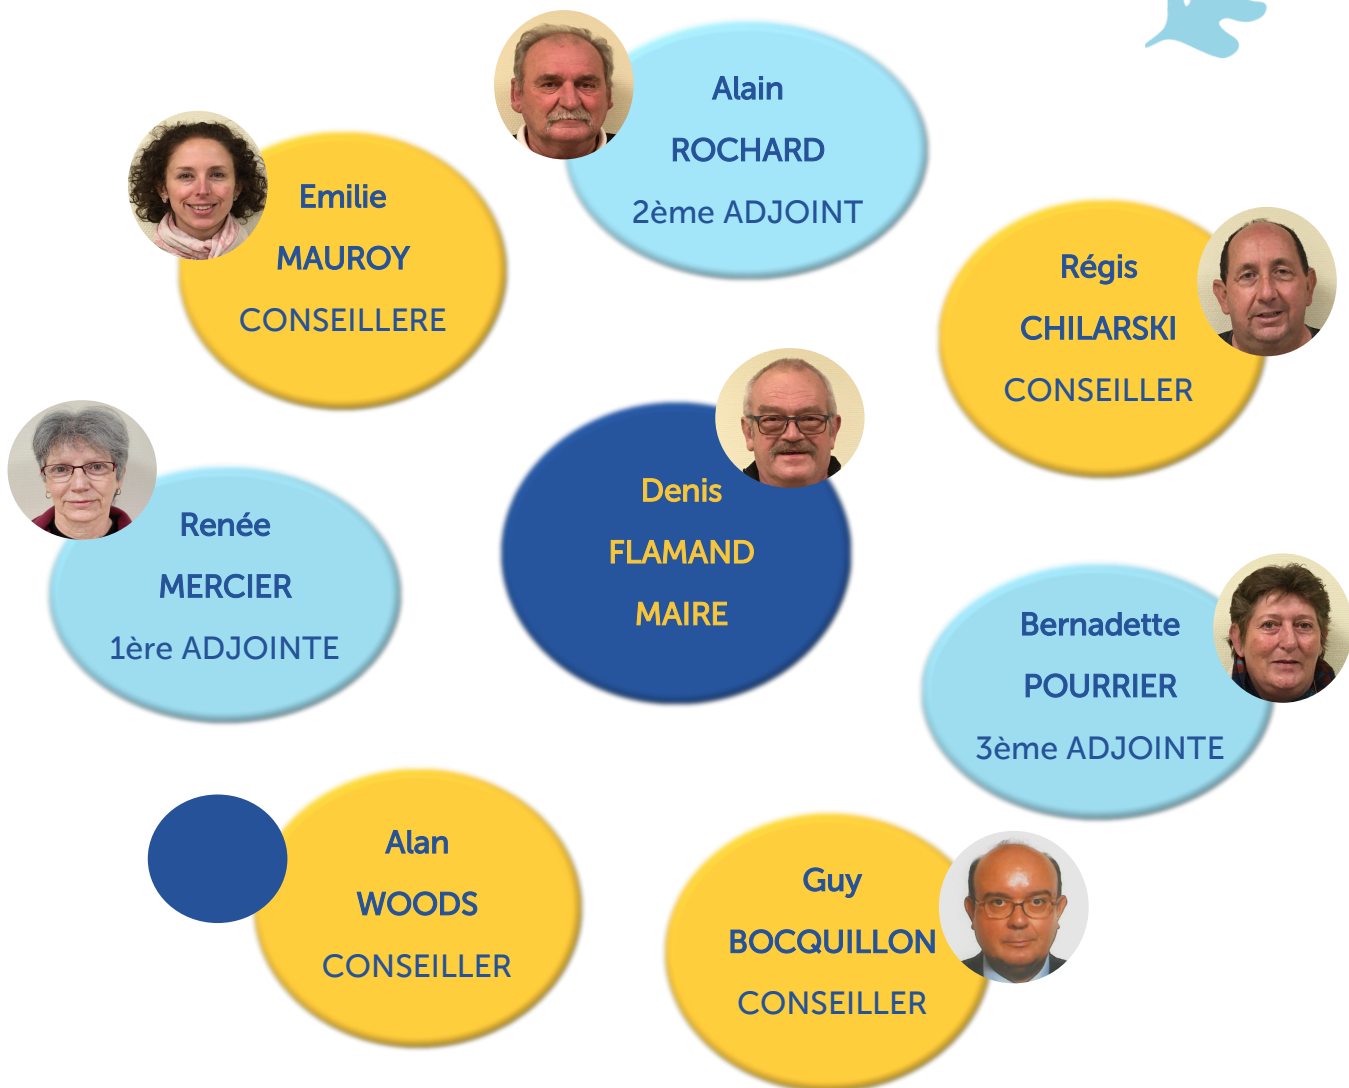 Alain
ROCHARD
2ème ADJOINT
Emilie
MAUROY
CONSEILLERE
Régis
CHILARSKI
CONSEILLER
Denis
FLAMAND
MAIRE
Renée
MERCIER
1ère ADJOINTE
Bernadette
POURRIER
3ème ADJOINTE
Alan
WOODS
CONSEILLER
Guy
BOCQUILLON
CONSEILLER